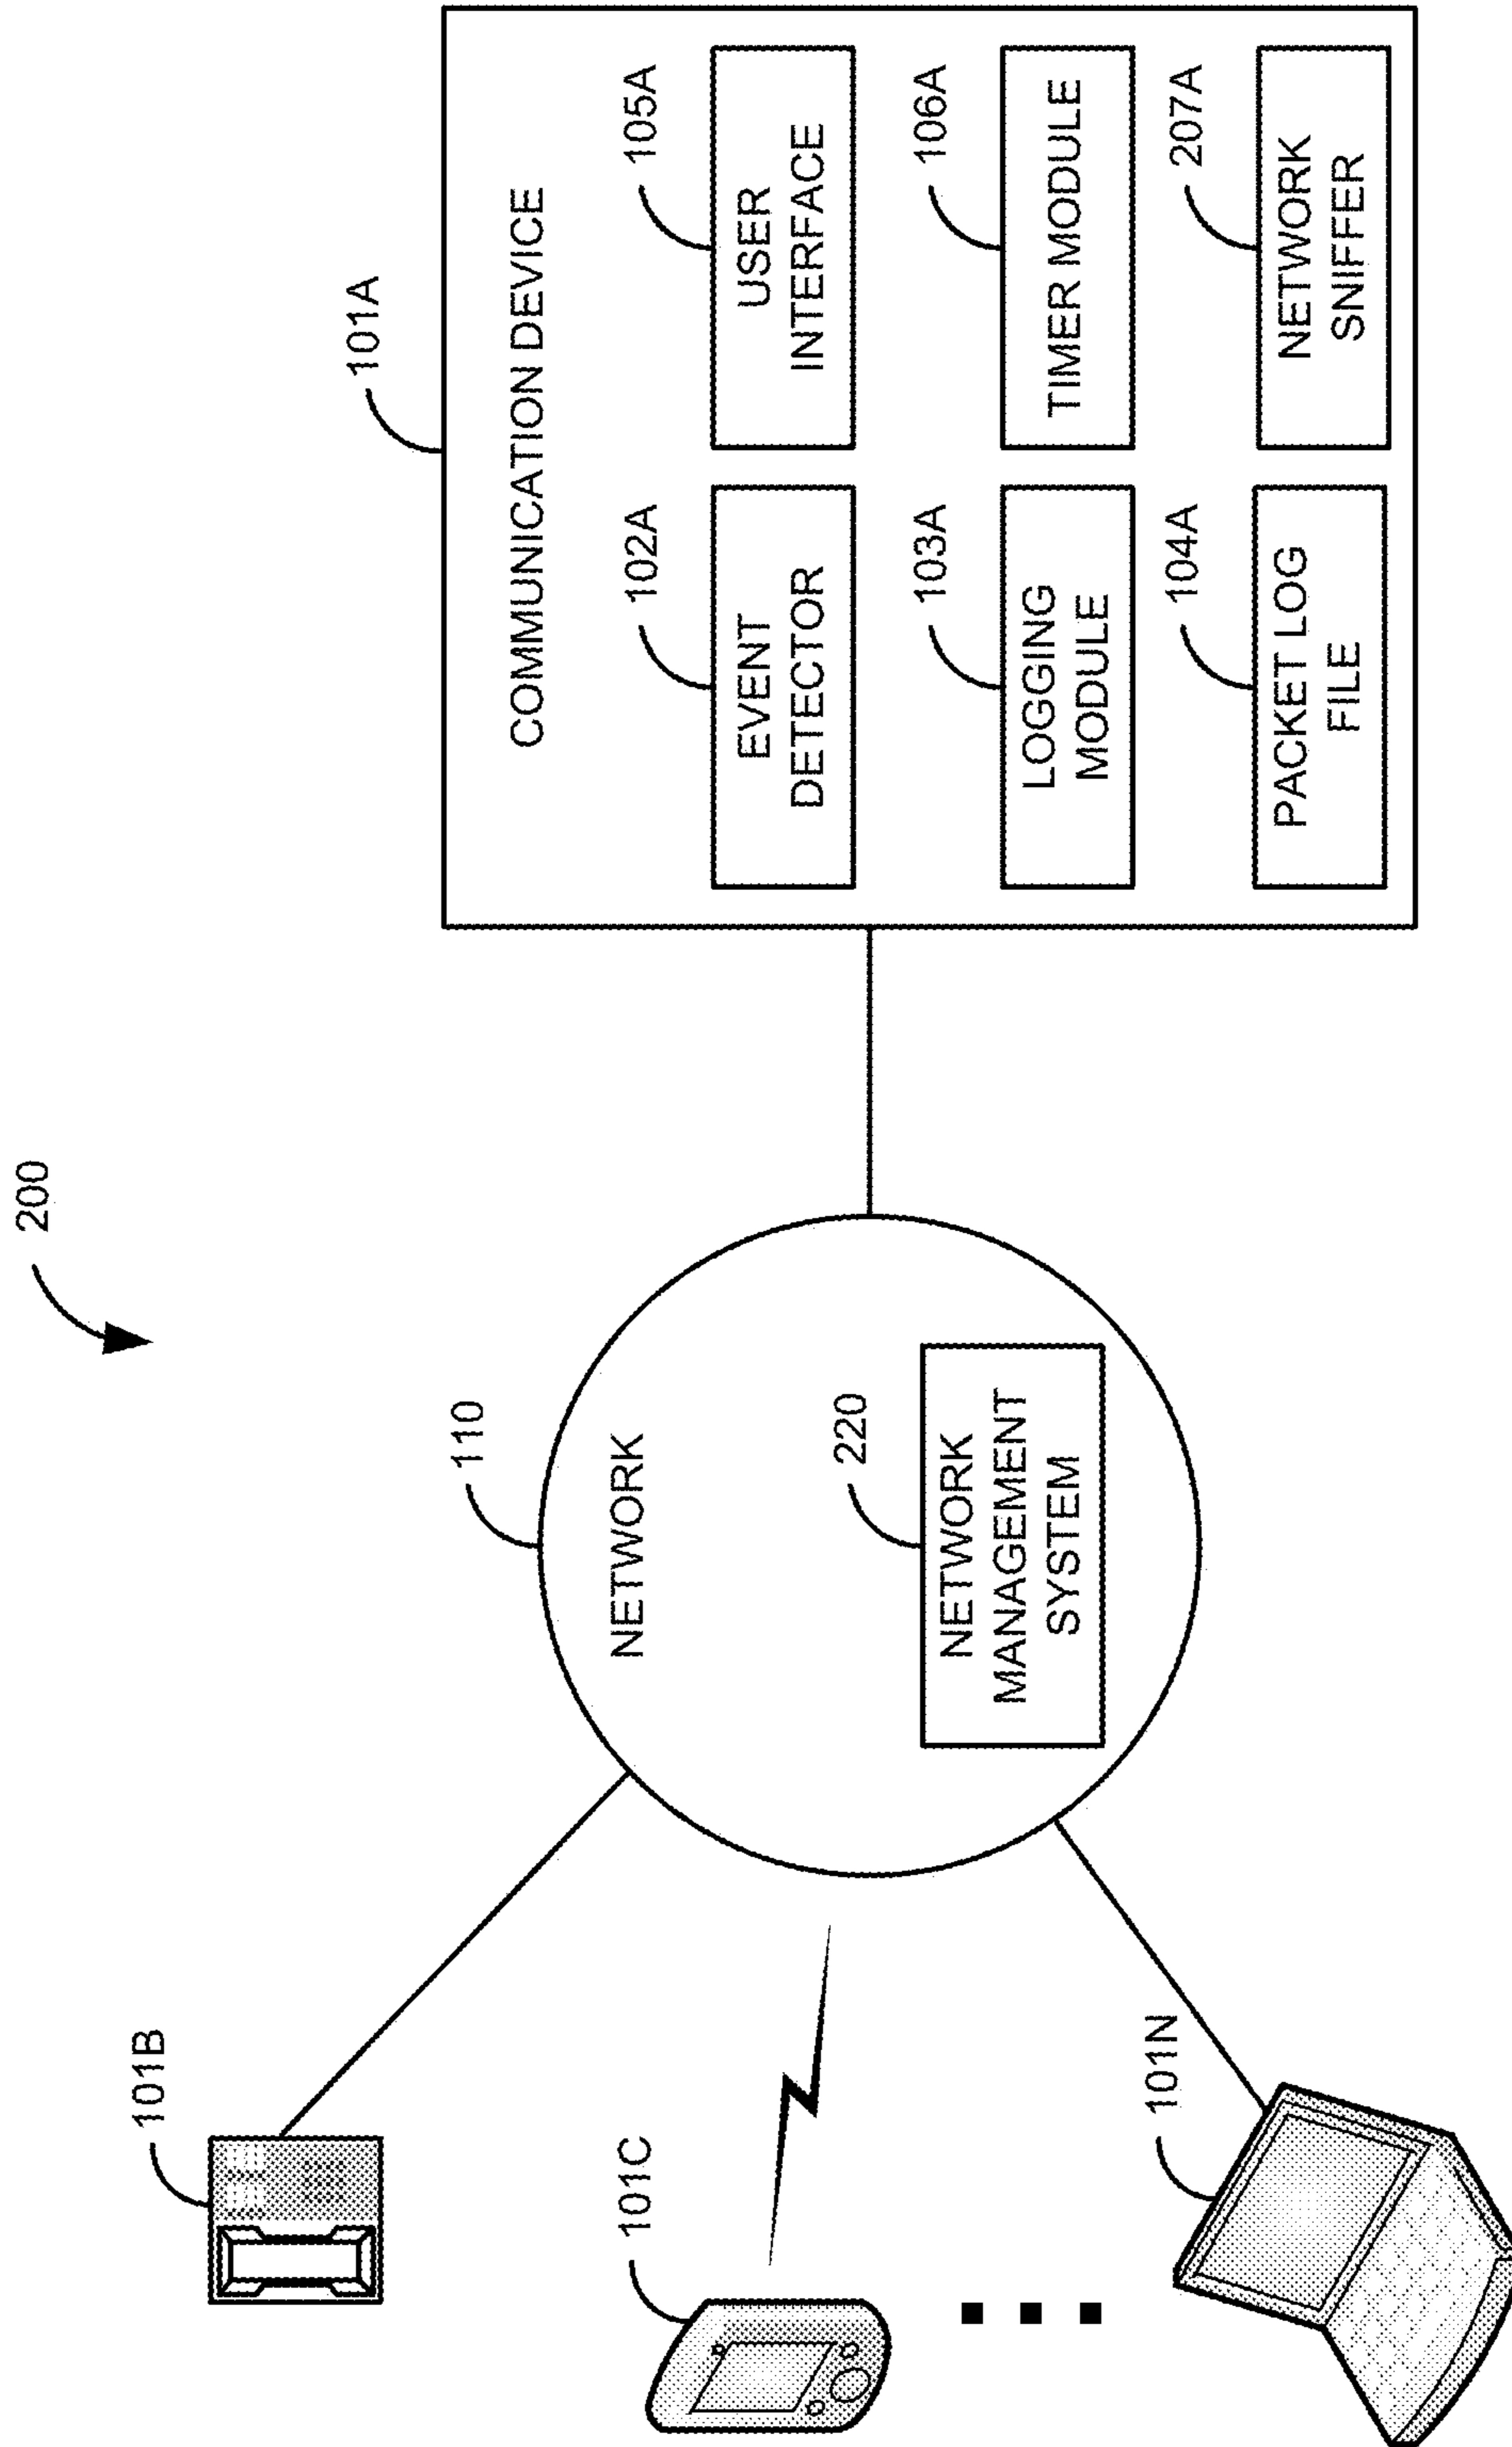 200
101B
110
101A
NETWORK
COMMUNICATION DEVICE
101C
102A
105A
EVENT
DETECTOR
USER
INTERFACE
220
NETWORK
MANAGEMENT
SYSTEM
103A
106A
LOGGING
MODULE
TIMER MODULE
101N
104A
207A
PACKET LOG
FILE
NETWORK
SNIFFER